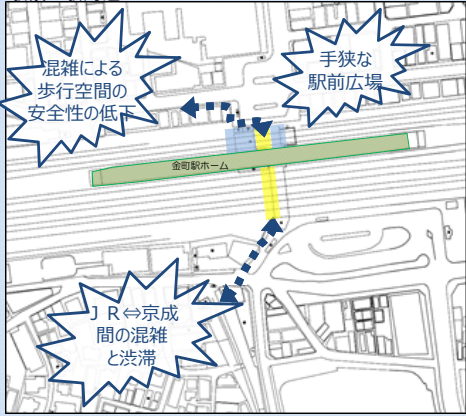 混雑による
歩行空間の
安全性の低下
手狭な
駅前広場
金町駅ホーム
ＪＲ⇔京成
間の混雑
と渋滞